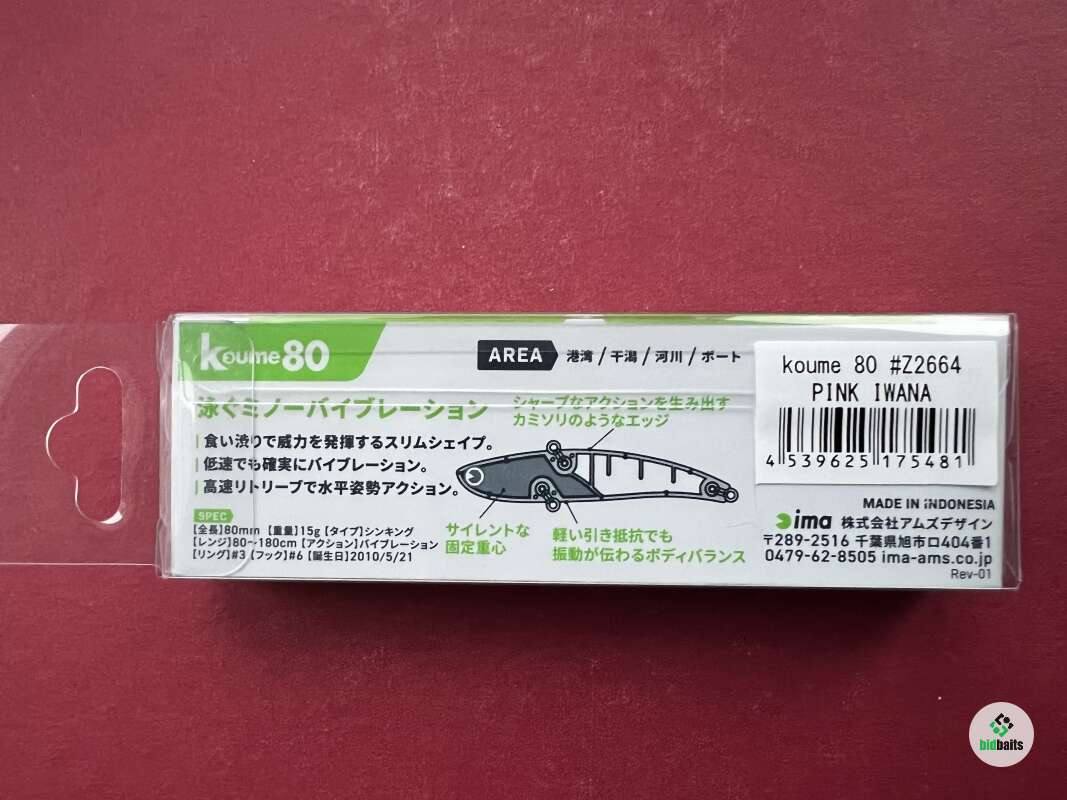 koume80
AREA 港湾/干潟/河川/ボート
koume 80 #Z2664
PINK IWANA
4 539625 175481
泳ぐミノーバイブレーション
シャープなアクションを生み出す
カミソリのようなエッジ
食い渋りで威力を発揮するスリムシェイプ。
低速でも確実にバイブレーション。
高速リトリーブで水平姿勢アクション。
SPEC
【全長】80mm 【重量】15g 【タイプ】シンキング
【レンジ】80～180cm 【アクション】バイブレーション
【リング】#3 【フック】#6 【誕生日】2010/5/21
サイレントな
固定重心
軽い引き抵抗でも
振動が伝わるボディバランス
MADE IN INDONESIA
ima 株式会社アムズデザイン
〒289-2516 千葉県旭市ロ404番1
0479-62-8505 ima-ams.co.jp
Rev-01
bidbaits